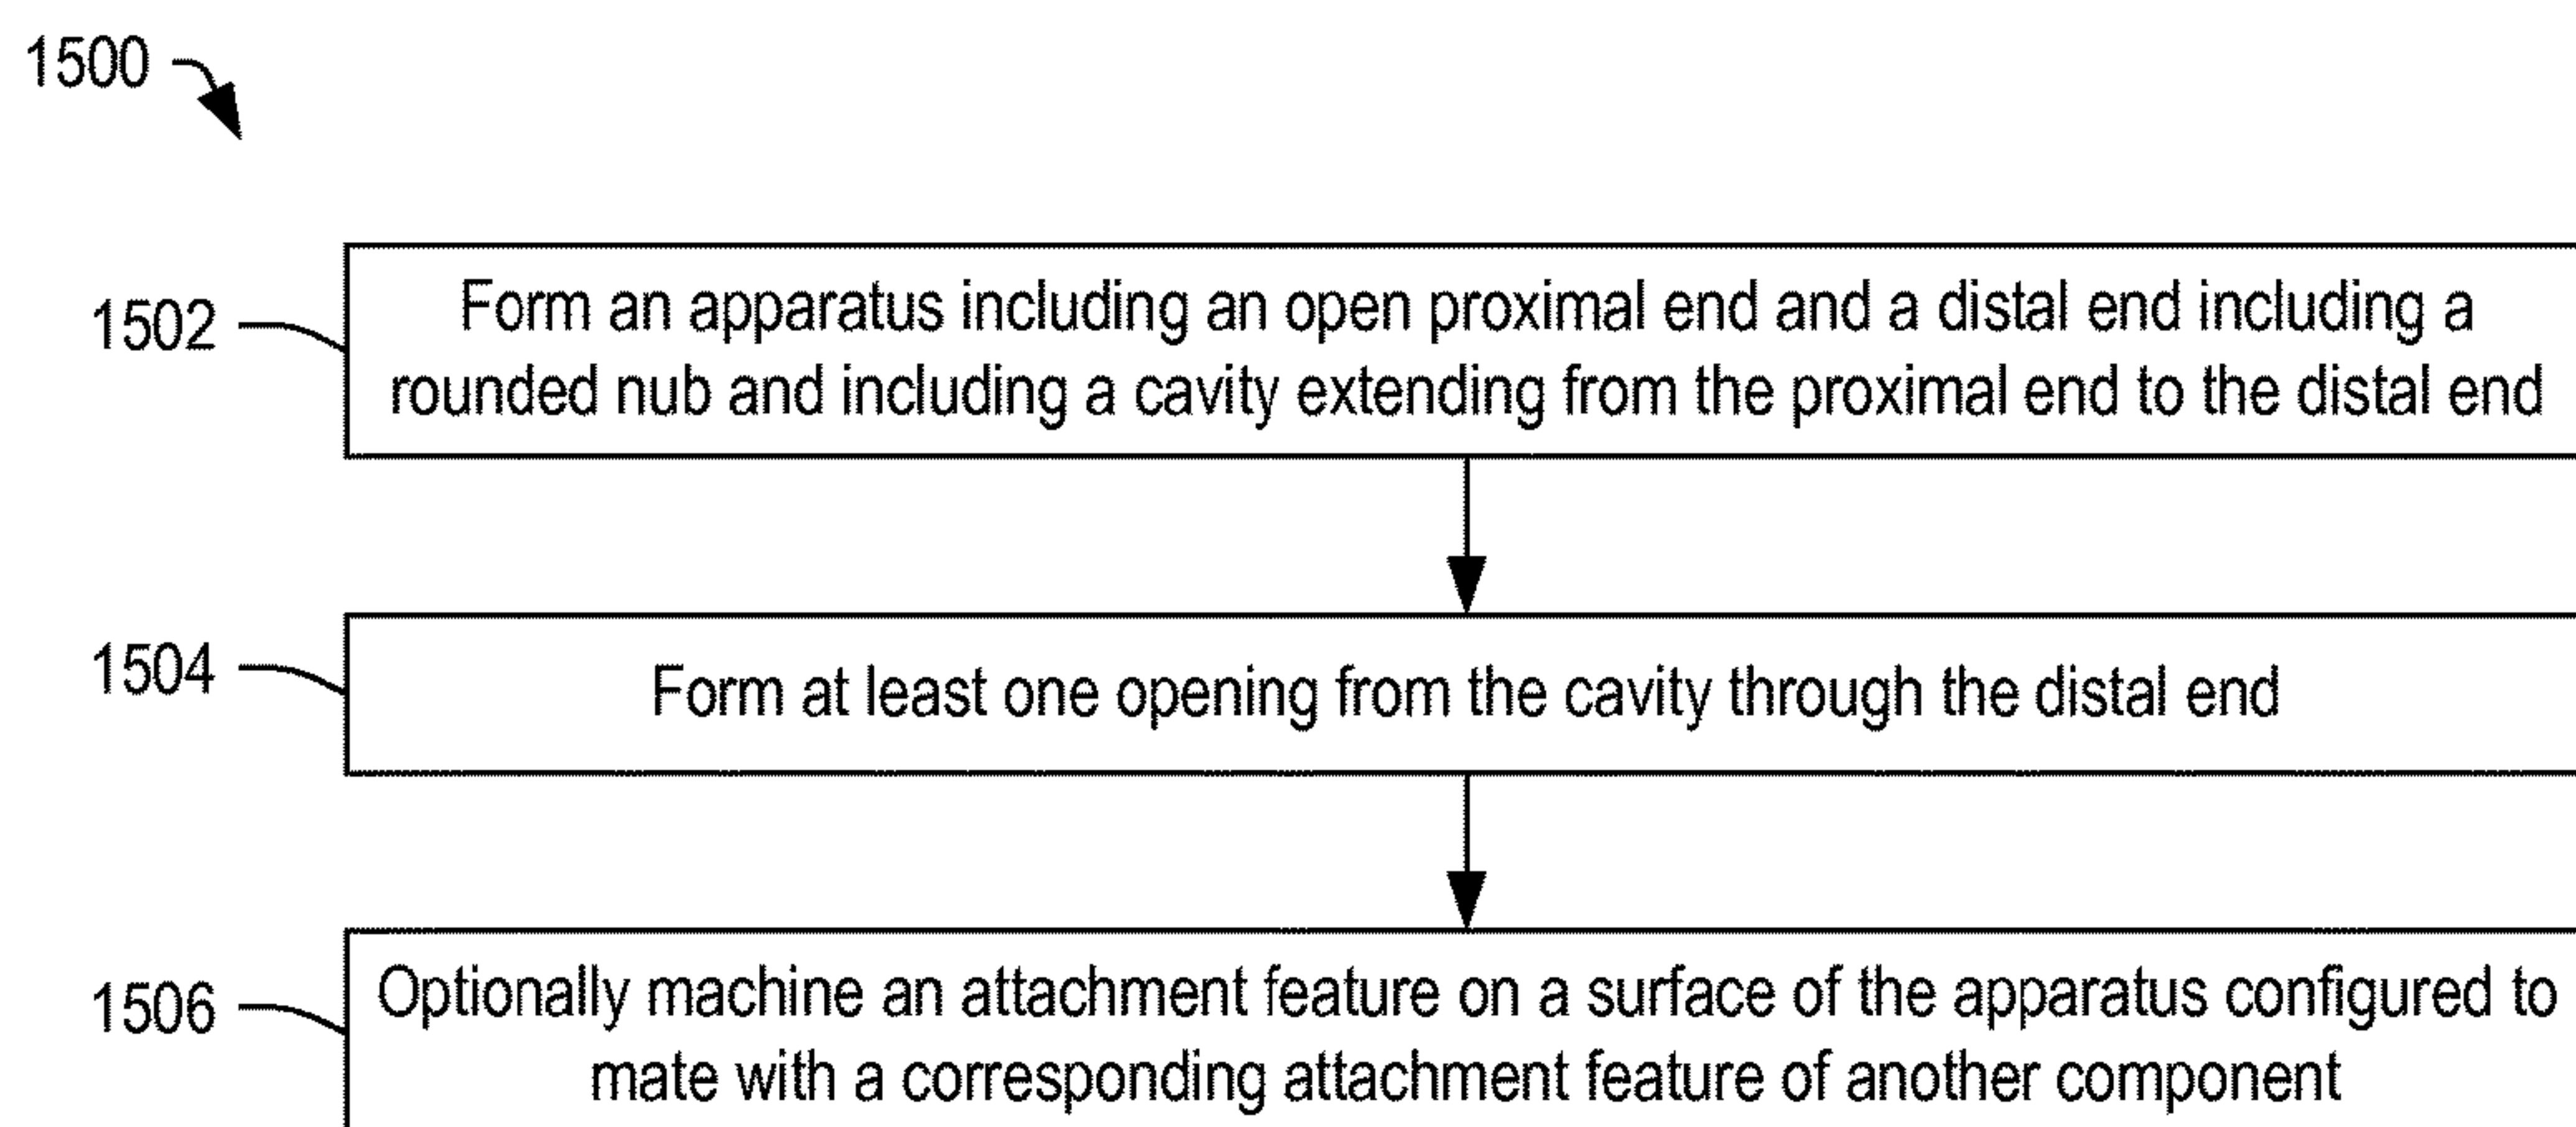 1500
1502
Form an apparatus including an open proximal end and a distal end including a
rounded nub and including a cavity extending from the proximal end to the distal end
1504
Form at least one opening from the cavity through the distal end
1506
Optionally machine an attachment feature on a surface of the apparatus configured to
mate with a corresponding attachment feature of another component